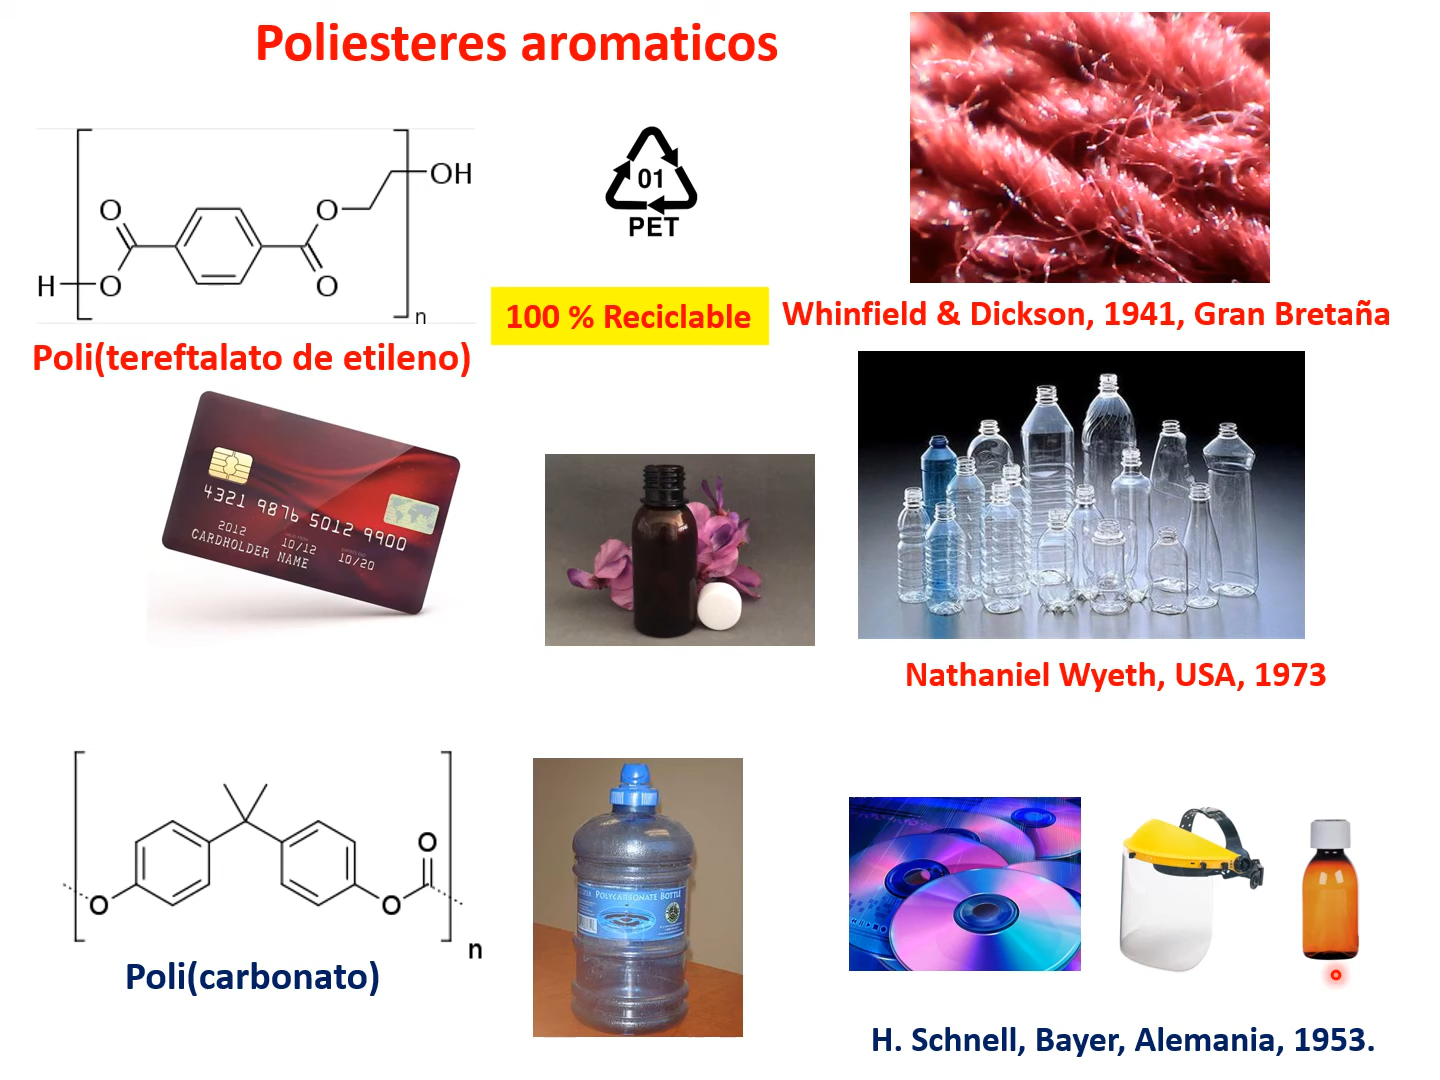 Poliesteres aromaticos
O
O
OH
H
O
O
n
01
PET
100 % Reciclable
Whinfield & Dickson, 1941, Gran Bretaña
Poli(tereftalato de etileno)
4321 9876 5012 9900
2012
10/12
10/20
CARDHOLDER NAME
Nathaniel Wyeth, USA, 1973
O
O
O
n
POLYCARBONATE BOTTLE
Poli(carbonato)
H. Schnell, Bayer, Alemania, 1953.